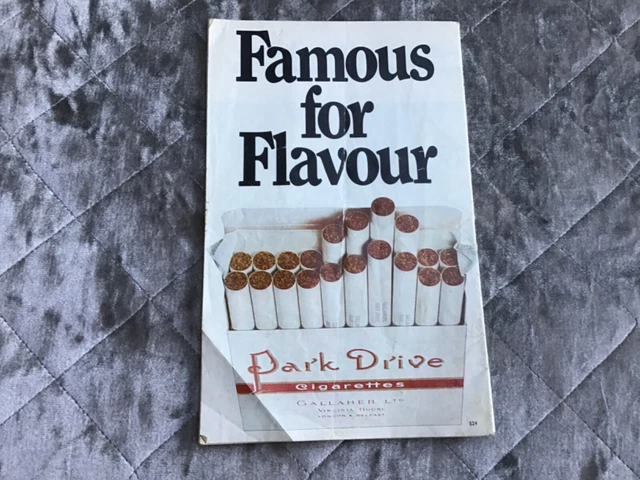 Famous
for
Flavour
Park Drive
Cigarettes
GALLAHER LTD
VIRGINIA HOUSE
LONDON & BELFAST